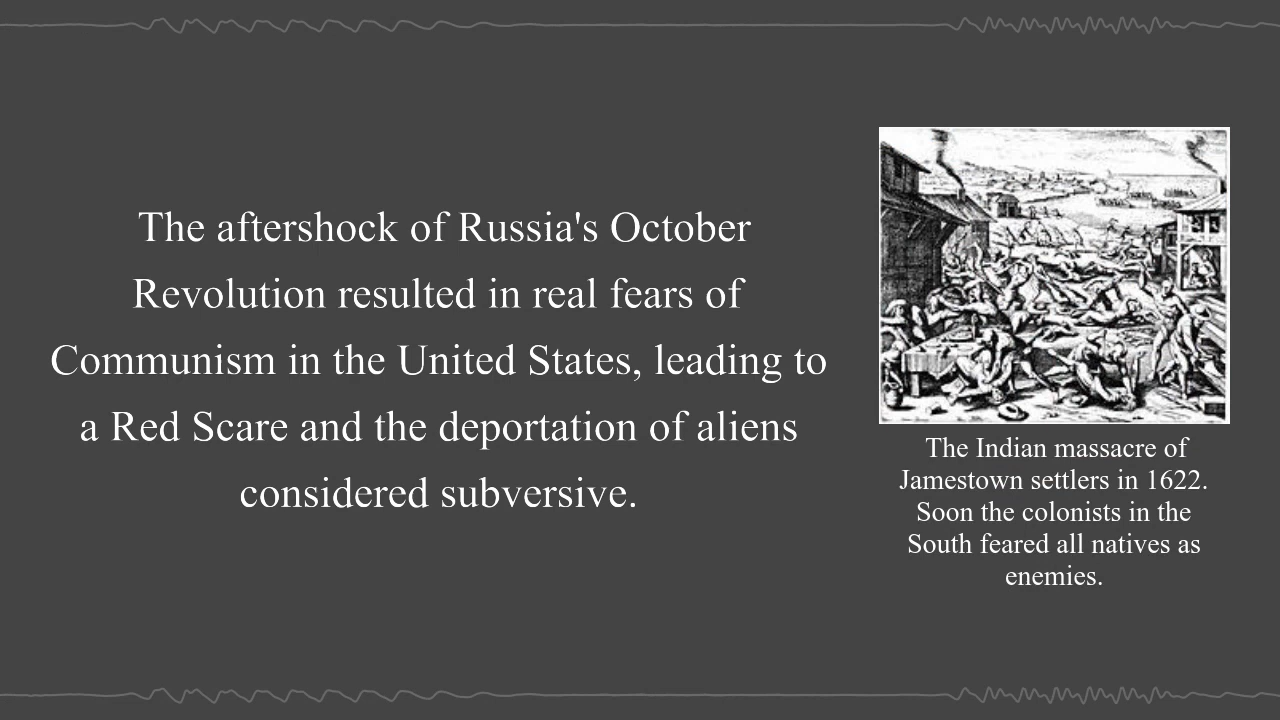 The aftershock of Russia's October
Revolution resulted in real fears of
Communism in the United States, leading to
a Red Scare and the deportation of aliens
considered subversive.
The Indian massacre of
Jamestown settlers in 1622.
Soon the colonists in the
South feared all natives as
enemies.